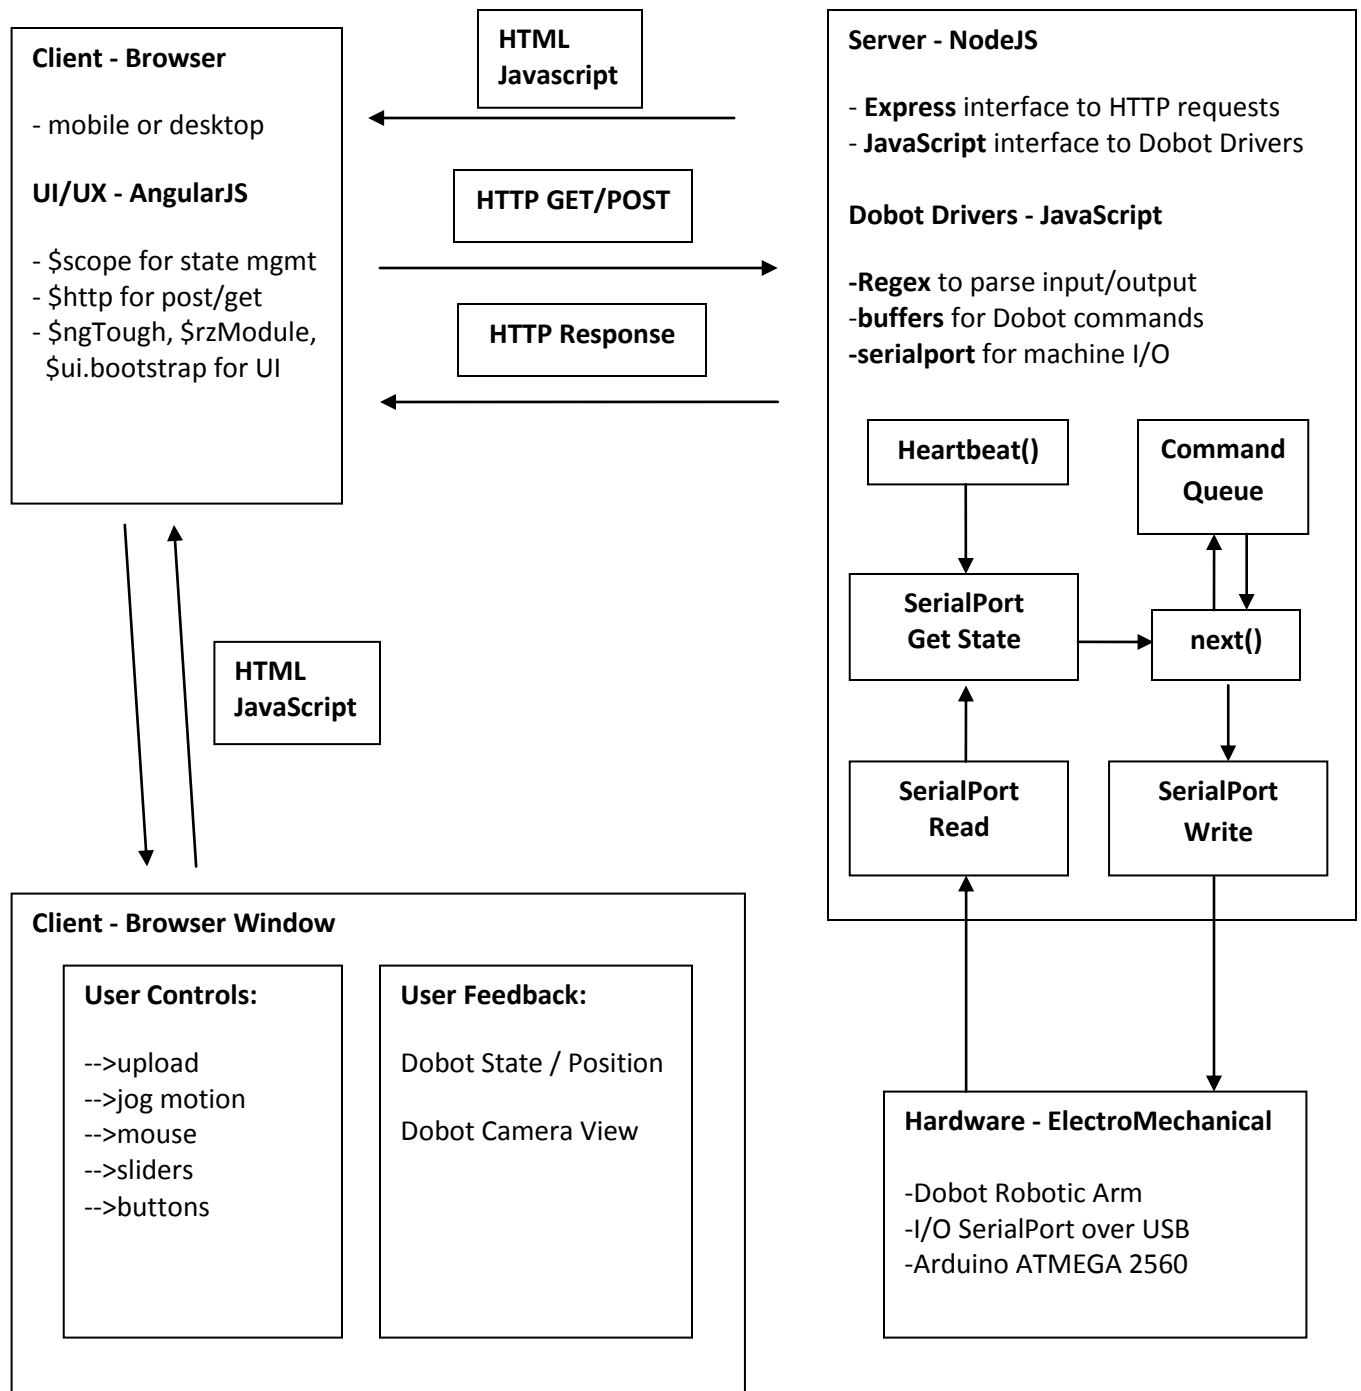 Client - Browser
- mobile or desktop
UI/UX - AngularJS
- $scope for state mgmt
- $http for post/get
- $ngTough, $rzModule,
$ui.bootstrap for UI
HTML
Javascript
HTTP GET/POST
HTTP Response
Server - NodeJS
- Express interface to HTTP requests
- JavaScript interface to Dobot Drivers
Dobot Drivers - JavaScript
-Regex to parse input/output
-buffers for Dobot commands
-serialport for machine I/O
Heartbeat()
Command
Queue
SerialPort
Get State
next()
SerialPort
Read
SerialPort
Write
HTML
JavaScript
Client - Browser Window
User Controls:
-->upload
-->jog motion
-->mouse
-->sliders
-->buttons
User Feedback:
Dobot State / Position
Dobot Camera View
Hardware - ElectroMechanical
-Dobot Robotic Arm
-I/O SerialPort over USB
-Arduino ATMEGA 2560